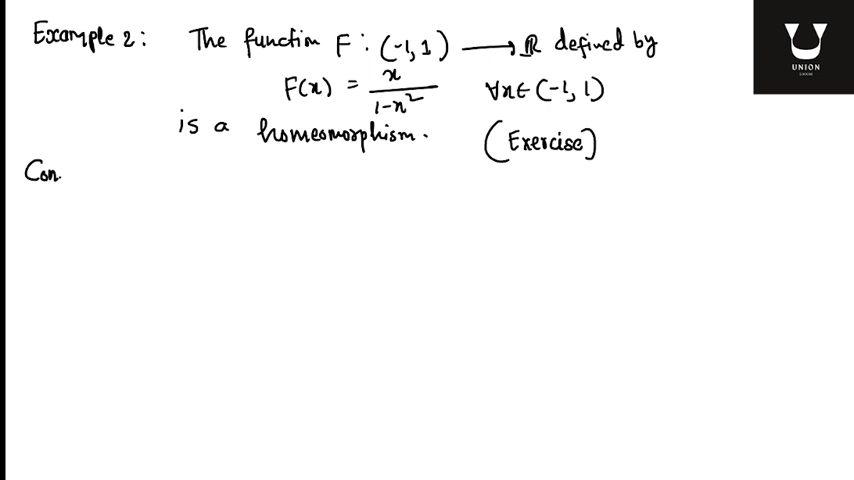 Example 2: The function F : (-1, 1) ⟶ ℝ defined by
F(x) = x / 1-x² ∀x∈(-1, 1)
is a homeomorphism. (Exercise)
Con
UNION